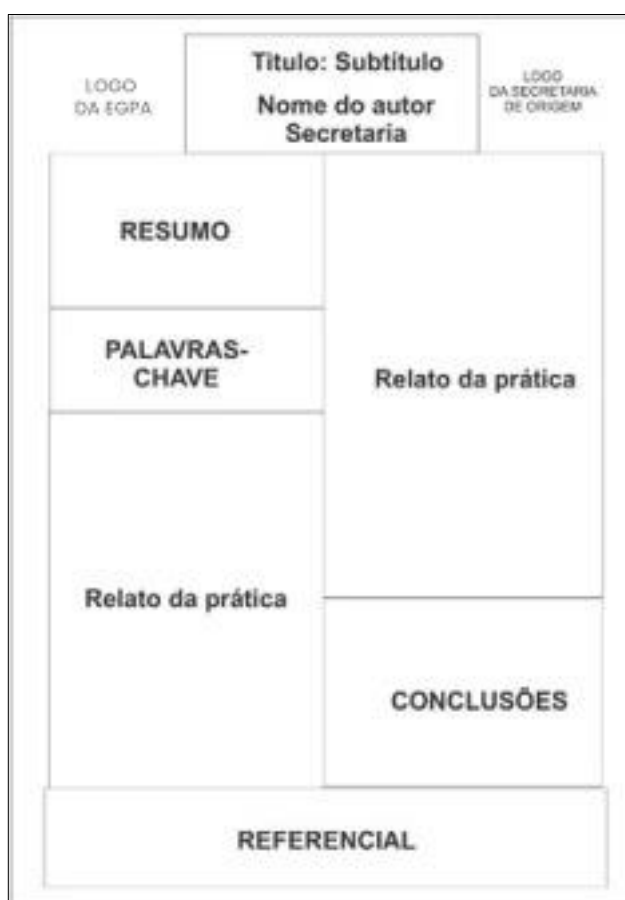 LOGO
DA EGPA
Titulo: Subtítulo
Nome do autor
Secretaria
LOGO
DA SECRETARIA
DE ORIGEM
RESUMO
PALAVRAS-
CHAVE
Relato da prática
Relato da prática
CONCLUSÕES
REFERENCIAL